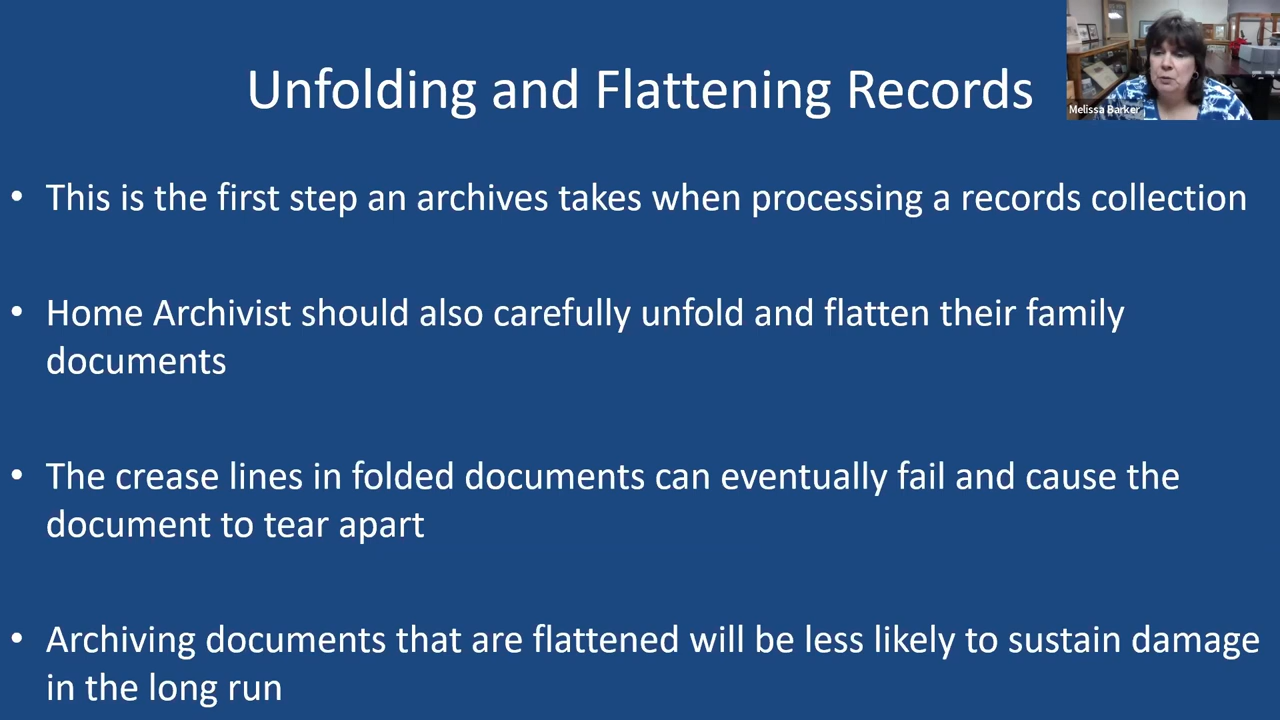 Unfolding and Flattening Records
Melissa Barker
• This is the first step an archives takes when processing a records collection
• Home Archivist should also carefully unfold and flatten their family
documents
• The crease lines in folded documents can eventually fail and cause the
document to tear apart
• Archiving documents that are flattened will be less likely to sustain damage
in the long run